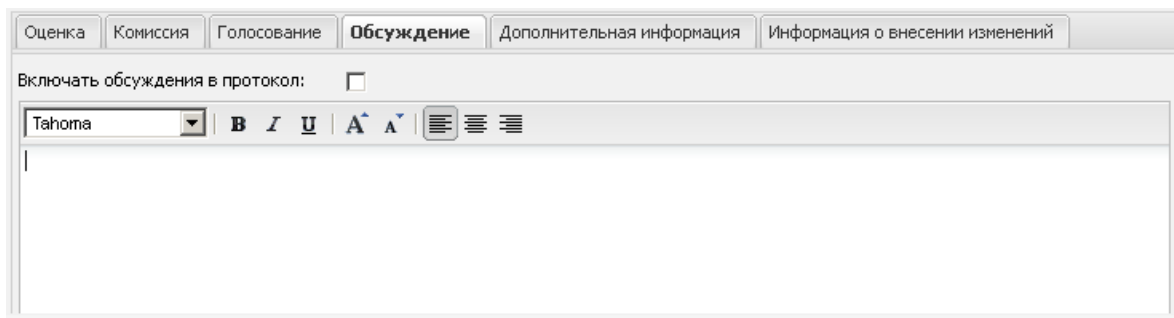 Оценка Комиссия Голосование Обсуждение Дополнительная информация Информация о внесении изменений
Включать обсуждения в протокол:
Tahoma B I U A A